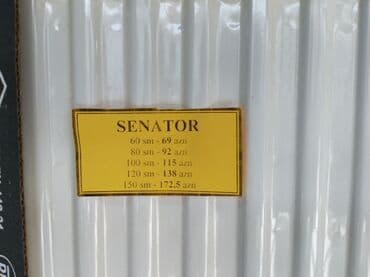 SENATOR
60 sm - 69 azn
80 sm - 92 azn
100 sm - 115 azn
120 sm - 138 azn
150 sm - 172.5 azn